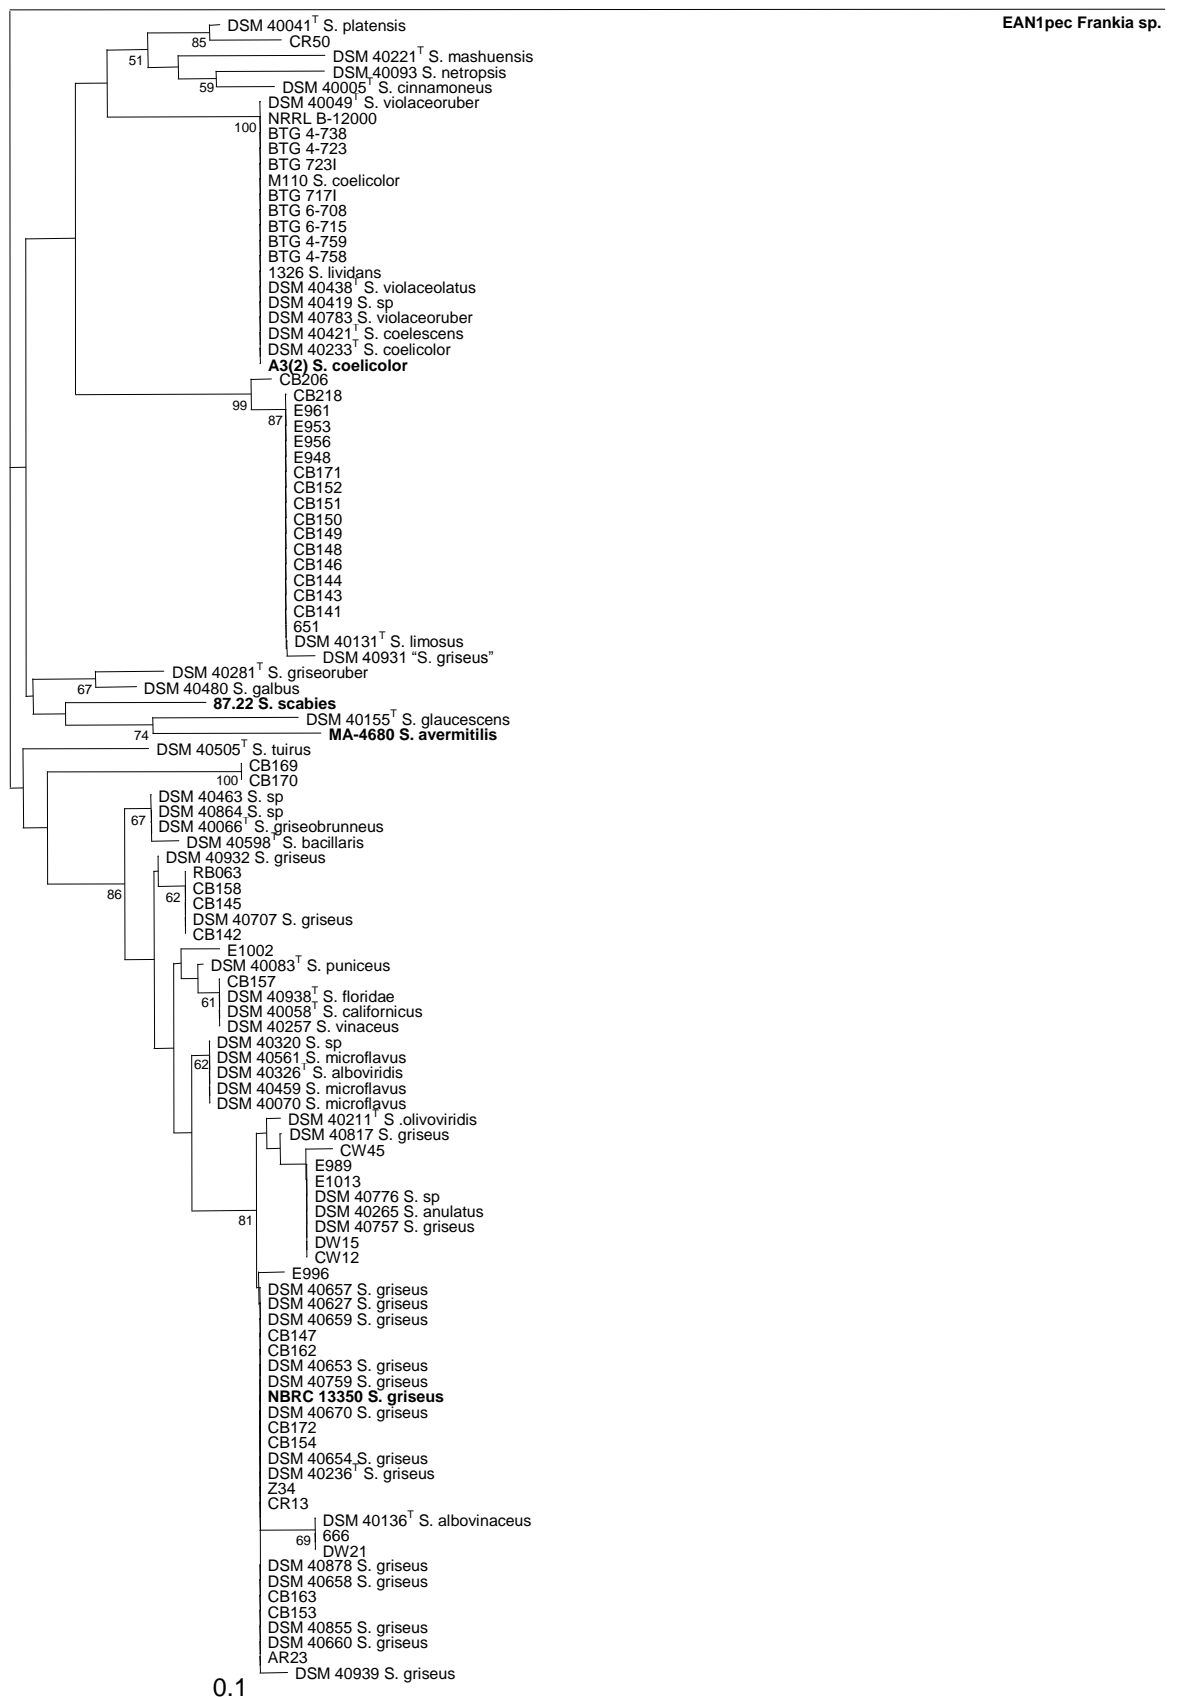 EAN1pec Frankia sp.
DSM 40041T S. platensis
85
CR50
51
DSM 40221T S. mashuensis
DSM 40093 S. netropsis
59
DSM 40005T S. cinnamoneus
DSM 40049T S. violaceoruber
NRRL B-12000
100
BTG 4-738
BTG 4-723
BTG 723I
M110 S. coelicolor
BTG 717I
BTG 6-708
BTG 6-715
BTG 4-759
BTG 4-758
1326 S. lividans
DSM 40438T S. violaceolatus
DSM 40419 S. sp
DSM 40783 S. violaceoruber
DSM 40421T S. coelescens
DSM 40233T S. coelicolor
A3(2) S. coelicolor
CB206
CB218
99
E961
87
E953
E956
E948
CB171
CB152
CB151
CB150
CB149
CB148
CB146
CB144
CB143
CB141
651
DSM 40131T S. limosus
DSM 40931 “S. griseus”
DSM 40281T S. griseoruber
67
DSM 40480 S. galbus
87.22 S. scabies
DSM 40155T S. glaucescens
74
MA-4680 S. avermitilis
DSM 40505T S. tuirus
CB169
100
CB170
DSM 40463 S. sp
DSM 40864 S. sp
67
DSM 40066T S. griseobrunneus
DSM 40598T S. bacillaris
DSM 40932 S. griseus
RB063
86
CB158
62
CB145
DSM 40707 S. griseus
CB142
E1002
DSM 40083T S. puniceus
CB157
61
DSM 40938T S. floridae
DSM 40058T S. californicus
DSM 40257 S. vinaceus
DSM 40320 S. sp
62
DSM 40561 S. microflavus
DSM 40326T S. alboviridis
DSM 40459 S. microflavus
DSM 40070 S. microflavus
DSM 40211T S .olivoviridis
DSM 40817 S. griseus
CW45
E989
E1013
DSM 40776 S. sp
DSM 40265 S. anulatus
81
DSM 40757 S. griseus
DW15
CW12
E996
DSM 40657 S. griseus
DSM 40627 S. griseus
DSM 40659 S. griseus
CB147
CB162
DSM 40653 S. griseus
DSM 40759 S. griseus
NBRC 13350 S. griseus
DSM 40670 S. griseus
CB172
CB154
DSM 40654 S. griseus
DSM 40236T S. griseus
Z34
CR13
DSM 40136T S. albovinaceus
69
666
DW21
DSM 40878 S. griseus
DSM 40658 S. griseus
CB163
CB153
DSM 40855 S. griseus
DSM 40660 S. griseus
AR23
DSM 40939 S. griseus
0.1